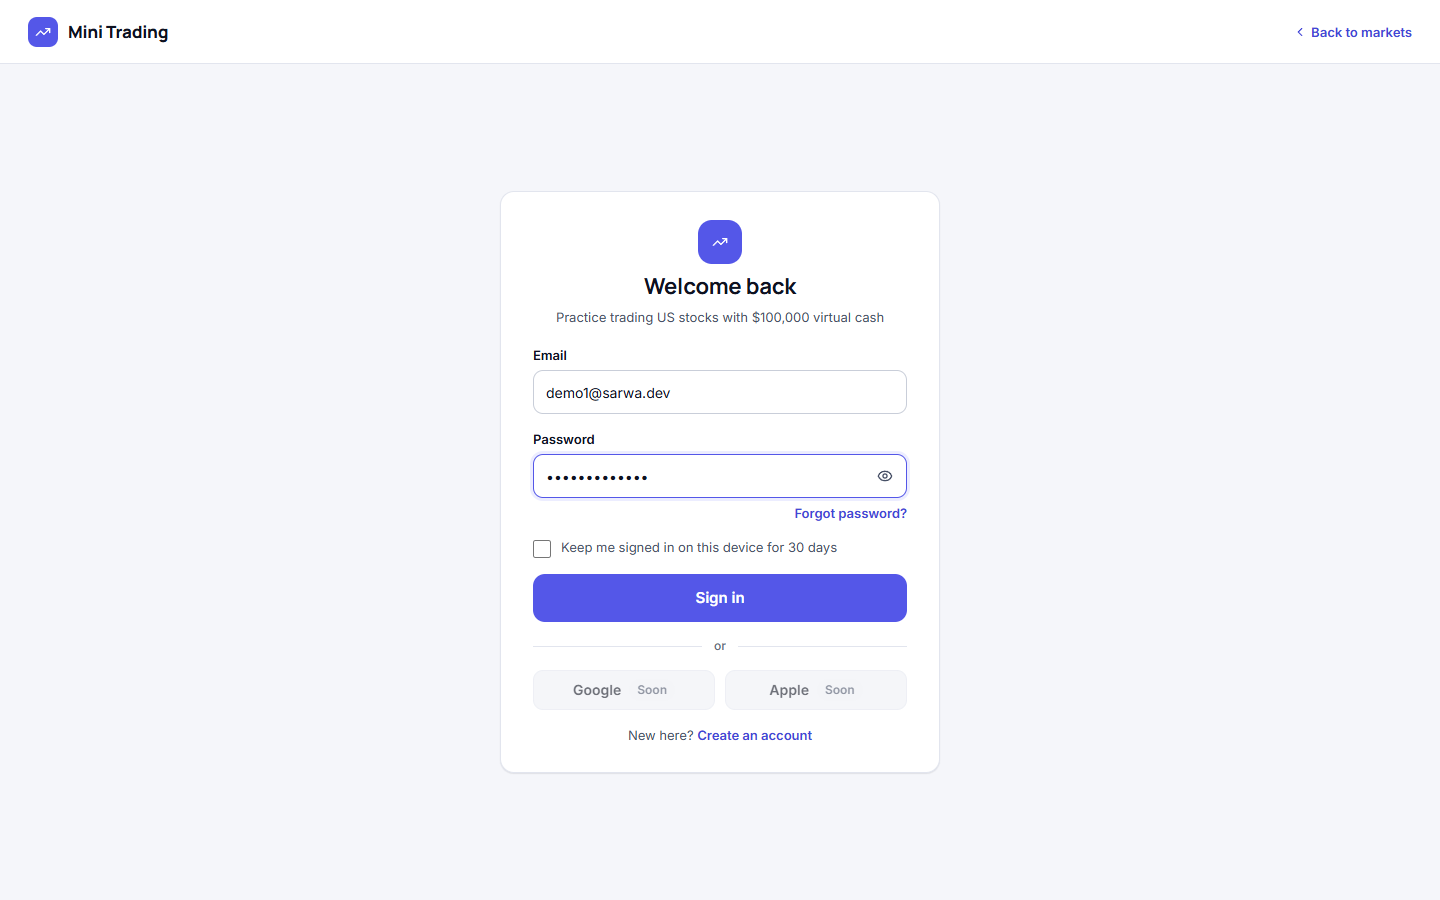 Mini Trading
Back to markets
Welcome back
Practice trading US stocks with $100,000 virtual cash
Email
demo1@sarwa.dev
Password
•••••••••••••
Forgot password?
Keep me signed in on this device for 30 days
Sign in
or
Google Soon
Apple Soon
New here? Create an account